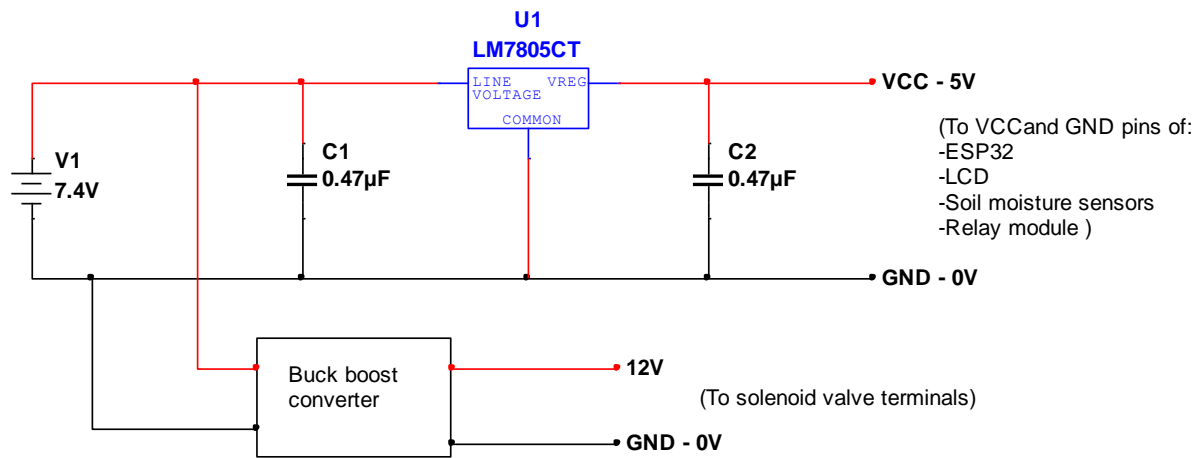 U1
LM7805CT
LINE VREG
VOLTAGE
COMMON
VCC - 5V
(To VCCand GND pins of:
-ESP32
-LCD
-Soil moisture sensors
-Relay module )
V1
7.4V
C1
0.47µF
C2
0.47µF
GND - 0V
Buck boost
converter
12V
(To solenoid valve terminals)
GND - 0V